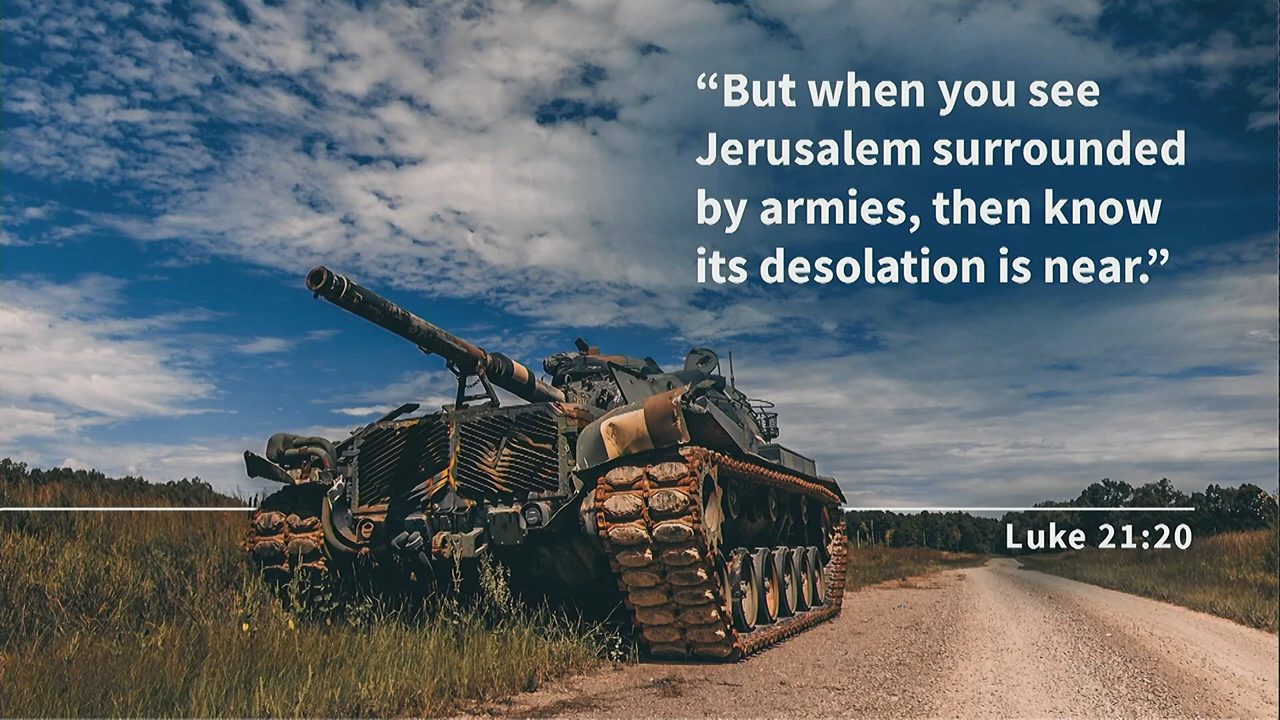 “But when you see
Jerusalem surrounded
by armies, then know
its desolation is near.”
Luke 21:20